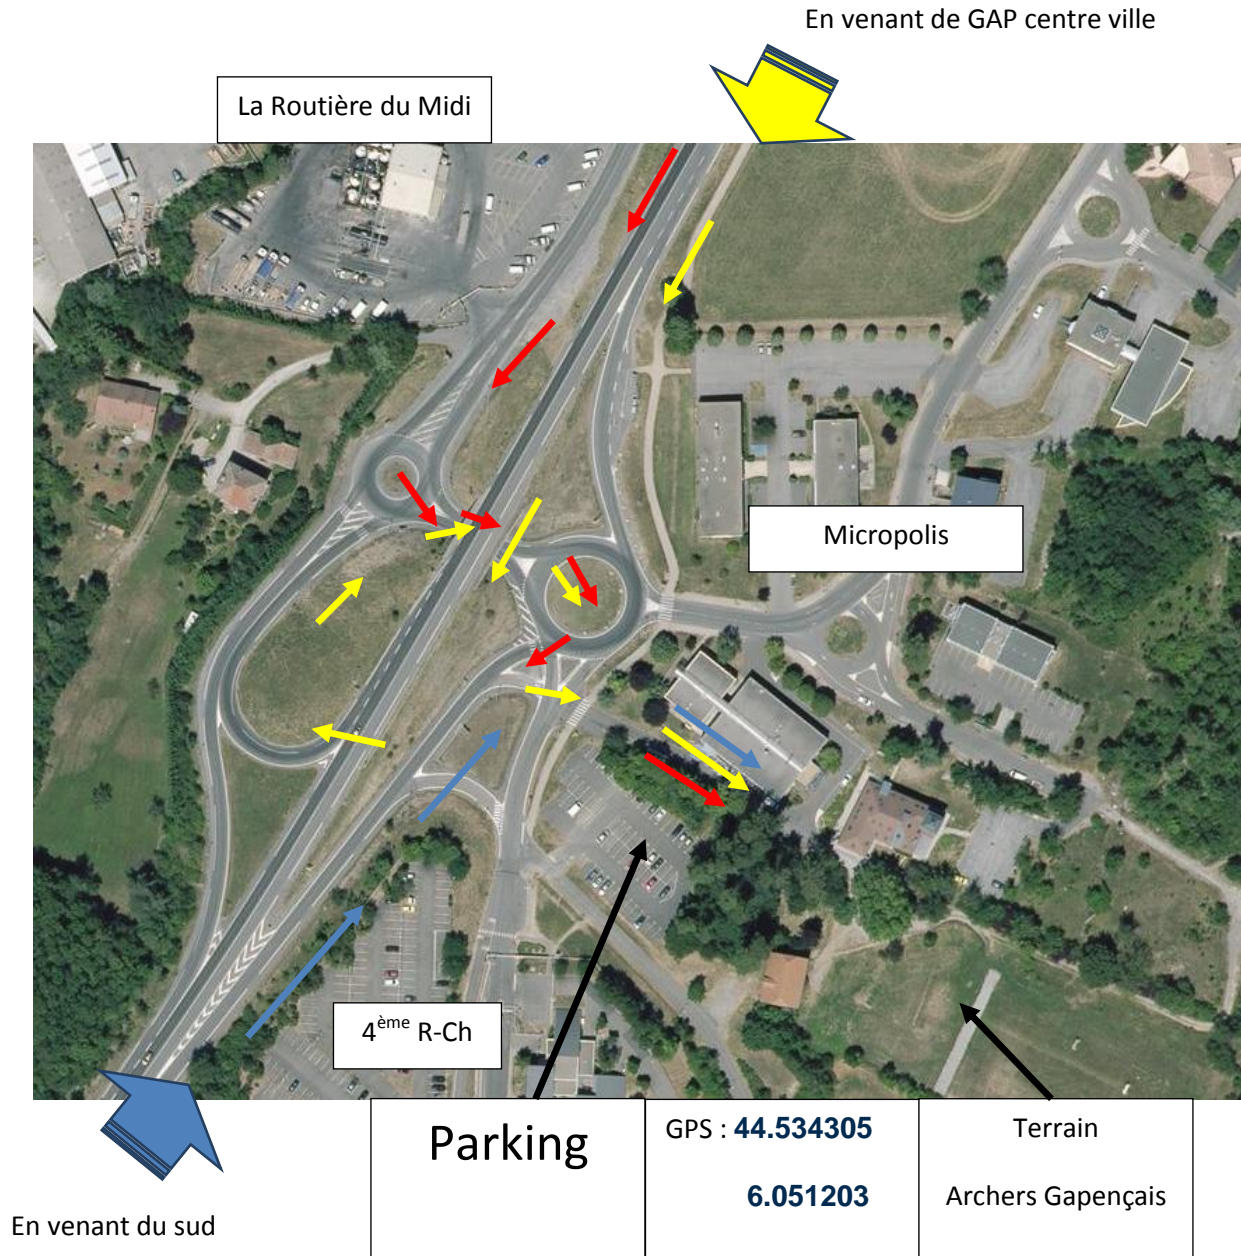 En venant de GAP centre ville
La Routière du Midi
Micropolis
4ème R-Ch
Parking
GPS : 44.534305
6.051203
Terrain
Archers Gapençais
En venant du sud